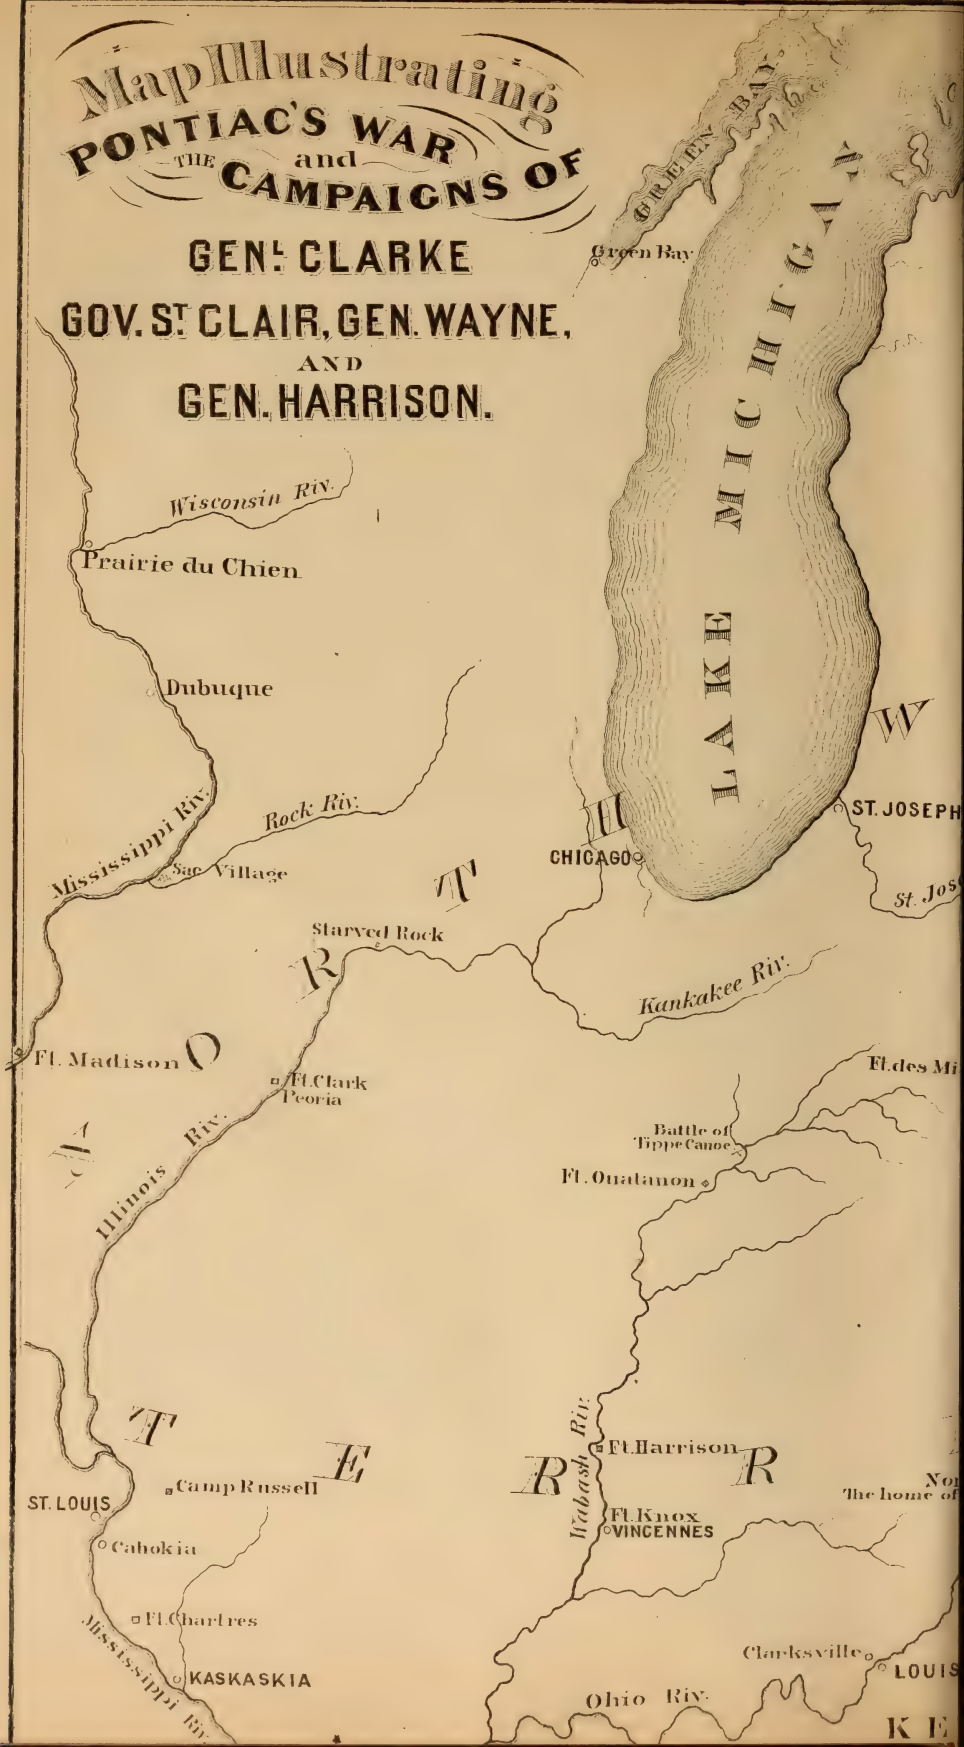 Map Illustrating
PONTIAC'S WAR
THE and
CAMPAIGNS OF
GENL. CLARKE
GOV. ST. CLAIR, GEN. WAYNE,
AND
GEN. HARRISON.
GREEN BAY.
Green Bay
LAKE MICHIGAN
Wisconsin Riv.
Prairie du Chien
Dubuque
Mississippi Riv.
Rock Riv.
Sac Village
W
H
T
R
O
N
CHICAGO
ST. JOSEPH
St. Jos
Starved Rock
Kankakee Riv.
Ft. Madison
Ft. Clark
Peoria
Ft. des Mi
Illinois Riv.
Battle of
Tippe Canoe
Ft. Ouatanon
T E R R
Wabash Riv.
Ft. Harrison
Camp Russell
ST. LOUIS
Nor
The home of
Ft. Knox
VINCENNES
Cahokia
Ft. Chartres
Mississippi Riv.
KASKASKIA
Clarksville
LOUIS
Ohio Riv.
KE